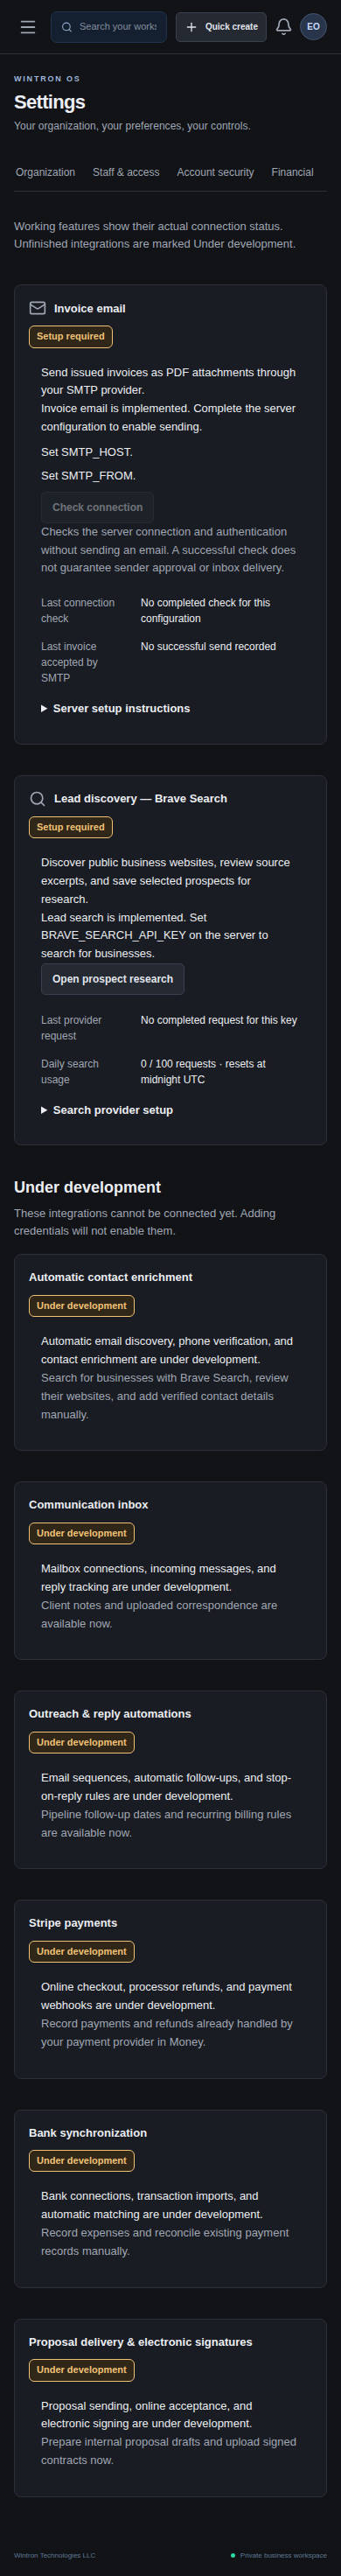 Search your works
Quick create
EO
WINTRON OS
Settings
Your organization, your preferences, your controls.
Organization Staff & access Account security Financial
Working features show their actual connection status.
Unfinished integrations are marked Under development.
Invoice email
Setup required
Send issued invoices as PDF attachments through
your SMTP provider.
Invoice email is implemented. Complete the server
configuration to enable sending.
Set SMTP_HOST.
Set SMTP_FROM.
Check connection
Checks the server connection and authentication
without sending an email. A successful check does
not guarantee sender approval or inbox delivery.
Last connection No completed check for this
check configuration
Last invoice No successful send recorded
accepted by
SMTP
Server setup instructions
Lead discovery — Brave Search
Setup required
Discover public business websites, review source
excerpts, and save selected prospects for
research.
Lead search is implemented. Set
BRAVE_SEARCH_API_KEY on the server to
search for businesses.
Open prospect research
Last provider No completed request for this key
request
Daily search 0 / 100 requests · resets at
usage midnight UTC
Search provider setup
Under development
These integrations cannot be connected yet. Adding
credentials will not enable them.
Automatic contact enrichment
Under development
Automatic email discovery, phone verification, and
contact enrichment are under development.
Search for businesses with Brave Search, review
their websites, and add verified contact details
manually.
Communication inbox
Under development
Mailbox connections, incoming messages, and
reply tracking are under development.
Client notes and uploaded correspondence are
available now.
Outreach & reply automations
Under development
Email sequences, automatic follow-ups, and stop-
on-reply rules are under development.
Pipeline follow-up dates and recurring billing rules
are available now.
Stripe payments
Under development
Online checkout, processor refunds, and payment
webhooks are under development.
Record payments and refunds already handled by
your payment provider in Money.
Bank synchronization
Under development
Bank connections, transaction imports, and
automatic matching are under development.
Record expenses and reconcile existing payment
records manually.
Proposal delivery & electronic signatures
Under development
Proposal sending, online acceptance, and
electronic signing are under development.
Prepare internal proposal drafts and upload signed
contracts now.
Wintron Technologies LLC Private business workspace